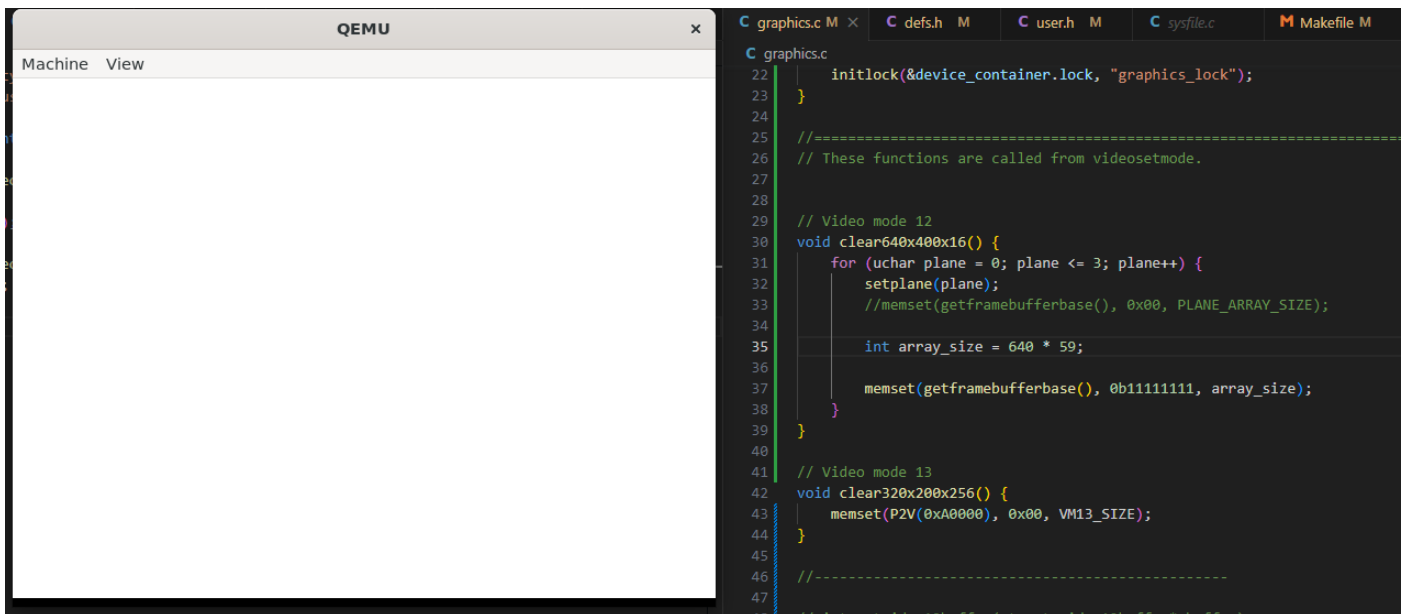 QEMU ×
Machine View
C graphics.c M × C defs.h M C user.h M C sysfile.c M Makefile M
C graphics.c
22 initlock(&device_container.lock, "graphics_lock");
23 }
24
25 //======================================================================
26 // These functions are called from videosetmode.
27
28
29 // Video mode 12
30 void clear640x400x16() {
31 for (uchar plane = 0; plane <= 3; plane++) {
32 setplane(plane);
33 //memset(getframebufferbase(), 0x00, PLANE_ARRAY_SIZE);
34
35 int array_size = 640 * 59;
36
37 memset(getframebufferbase(), 0b11111111, array_size);
38 }
39 }
40
41 // Video mode 13
42 void clear320x200x256() {
43 memset(P2V(0xA0000), 0x00, VM13_SIZE);
44 }
45
46 //-------------------------------------------------
47